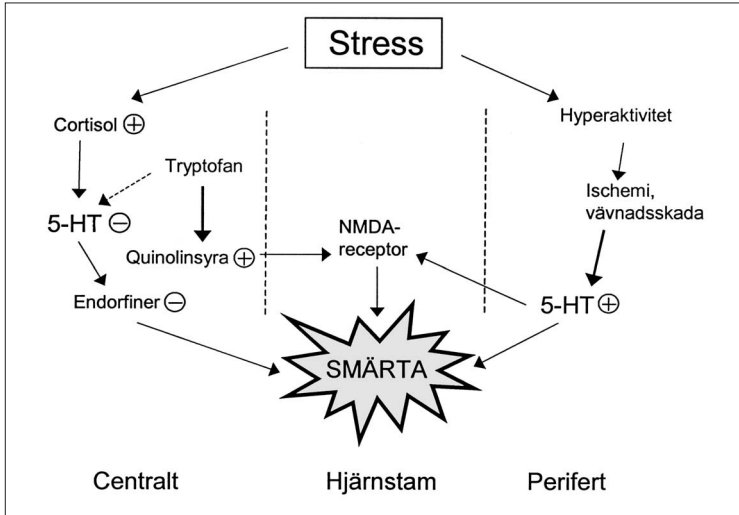 Stress
Cortisol ⊕
Hyperaktivitet
Tryptofan
Ischemi,
vävnadsskada
5-HT ⊖
NMDA-
receptor
Quinolinsyra ⊕
Endorfiner ⊖
5-HT ⊕
SMÄRTA
Centralt
Hjärnstam
Perifert